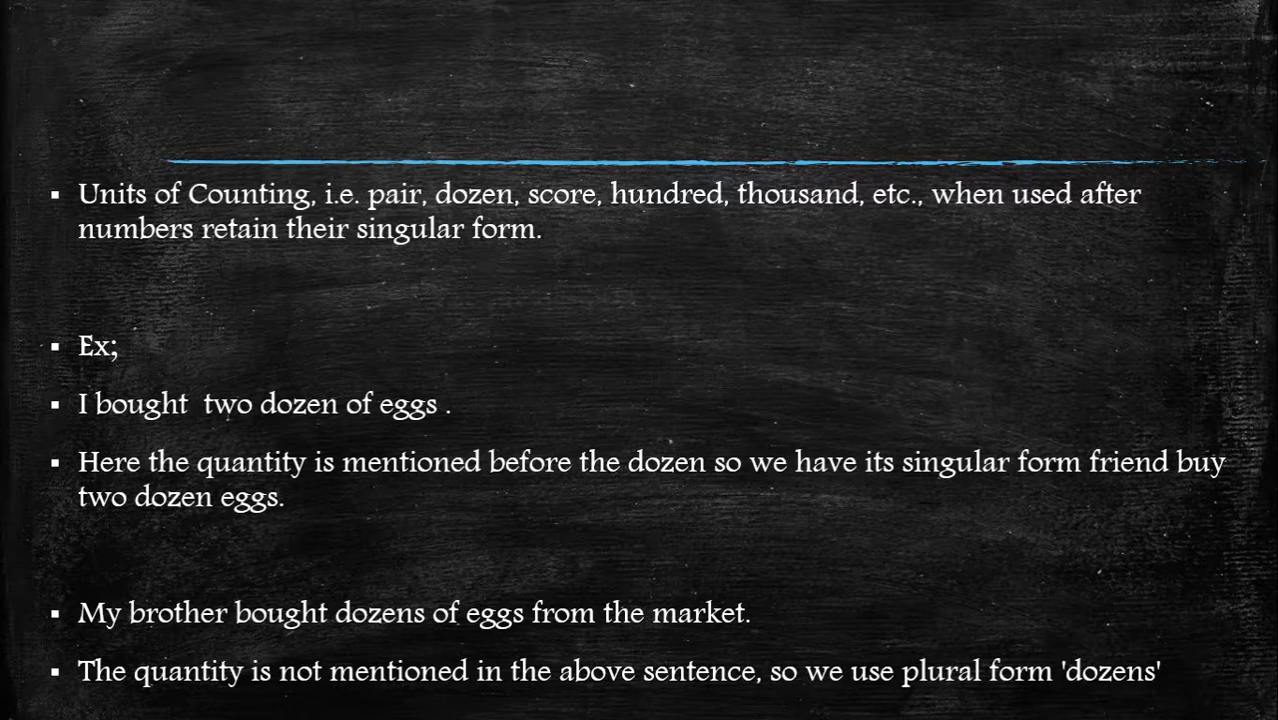 ▪ Units of Counting, i.e. pair, dozen, score, hundred, thousand, etc., when used after
numbers retain their singular form.
▪ Ex;
▪ I bought  two dozen of eggs .
▪ Here the quantity is mentioned before the dozen so we have its singular form friend buy
two dozen eggs.
▪ My brother bought dozens of eggs from the market.
▪ The quantity is not mentioned in the above sentence, so we use plural form 'dozens'